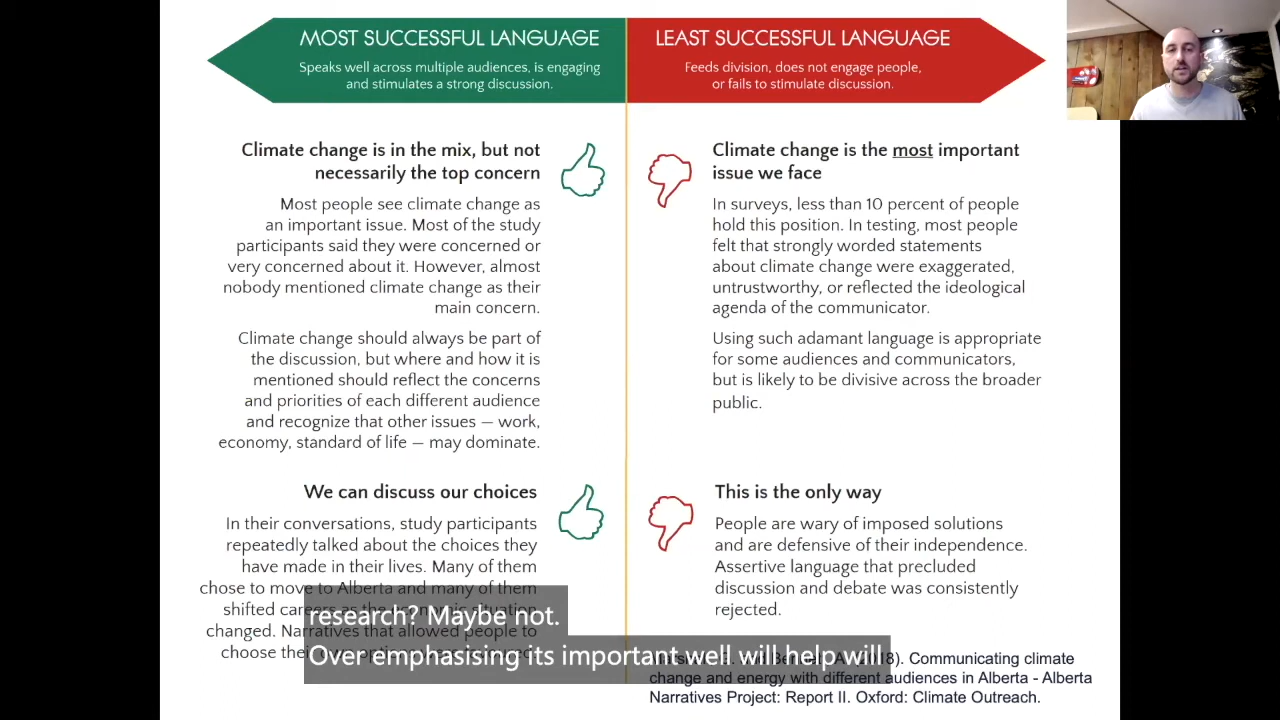 MOST SUCCESSFUL LANGUAGE
Speaks well across multiple audiences, is engaging
and stimulates a strong discussion.
LEAST SUCCESSFUL LANGUAGE
Feeds division, does not engage people,
or fails to stimulate discussion.
Climate change is in the mix, but not
necessarily the top concern
Most people see climate change as
an important issue. Most of the study
participants said they were concerned or
very concerned about it. However, almost
nobody mentioned climate change as their
main concern.
Climate change should always be part of
the discussion, but where and how it is
mentioned should reflect the concerns
and priorities of each different audience
and recognize that other issues — work,
economy, standard of life — may dominate.
Climate change is the most important
issue we face
In surveys, less than 10 percent of people
hold this position. In testing, most people
felt that strongly worded statements
about climate change were exaggerated,
untrustworthy, or reflected the ideological
agenda of the communicator.
Using such adamant language is appropriate
for some audiences and communicators,
but is likely to be divisive across the broader
public.
We can discuss our choices
In their conversations, study participants
repeatedly talked about the choices they
have made in their lives. Many of them
chose to move to Alberta and many of them
shifted careers as the economic situation
changed. Narratives that allowed people to
choose their
This is the only way
People are wary of imposed solutions
and are defensive of their independence.
Assertive language that precluded
discussion and debate was consistently
rejected.
research? Maybe not.
Over emphasising its important well will help will
Communicating climate
change and energy with different audiences in Alberta - Alberta
Narratives Project: Report II. Oxford: Climate Outreach.